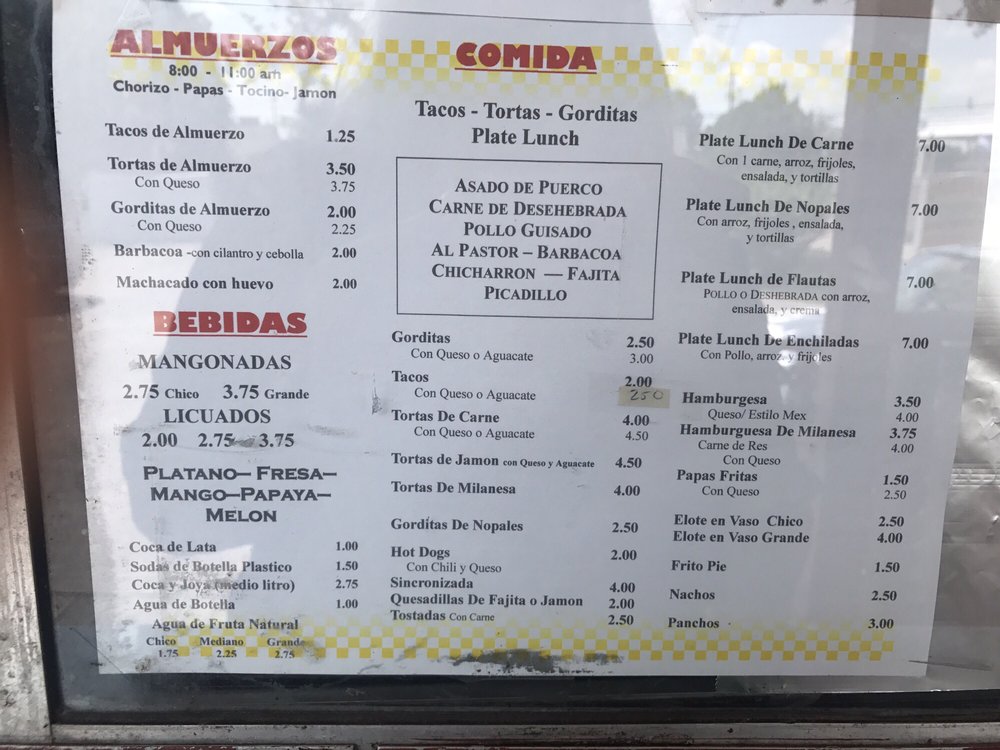 ALMUERZOS
8:00 - 11:00 am
Chorizo - Papas - Tocino- Jamon
Tacos de Almuerzo 1.25
Tortas de Almuerzo 3.50
Con Queso 3.75
Gorditas de Almuerzo 2.00
Con Queso 2.25
Barbacoa -con cilantro y cebolla 2.00
Machacado con huevo 2.00
BEBIDAS
MANGONADAS
2.75 Chico 3.75 Grande
LICUADOS
2.00 2.75 3.75
PLATANO— FRESA—
MANGO—PAPAYA—
MELON
Coca de Lata 1.00
Sodas de Botella Plastico 1.50
Coca y Joya (medio litro) 2.75
Agua de Botella 1.00
Agua de Fruta Natural
Chico Mediano Grande
1.75 2.25 2.75
COMIDA
Tacos - Tortas - Gorditas
Plate Lunch
ASADO DE PUERCO
CARNE DE DESEHEBRADA
POLLO GUISADO
AL PASTOR – BARBACOA
CHICHARRON — FAJITA
PICADILLO
Gorditas 2.50
Con Queso o Aguacate 3.00
Tacos 2.00
Con Queso o Aguacate 250
Tortas De Carne 4.00
Con Queso o Aguacate 4.50
Tortas de Jamon con Queso y Aguacate 4.50
Tortas De Milanesa 4.00
Gorditas De Nopales 2.50
Hot Dogs 2.00
Con Chili y Queso
Sincronizada 4.00
Quesadillas De Fajita o Jamon 2.00
Tostadas Con Carne 2.50
Plate Lunch De Carne 7.00
Con 1 carne, arroz, frijoles,
ensalada, y tortillas
Plate Lunch De Nopales 7.00
Con arroz, frijoles , ensalada,
y tortillas
Plate Lunch de Flautas 7.00
POLLO O DESHEBRADA con arroz,
ensalada, y crema
Plate Lunch De Enchiladas 7.00
Con Pollo, arroz, y frijoles
Hamburgesa 3.50
Queso/ Estilo Mex 4.00
Hamburguesa De Milanesa 3.75
Carne de Res 4.00
Con Queso
Papas Fritas 1.50
Con Queso 2.50
Elote en Vaso Chico 2.50
Elote en Vaso Grande 4.00
Frito Pie 1.50
Nachos 2.50
Panchos 3.00